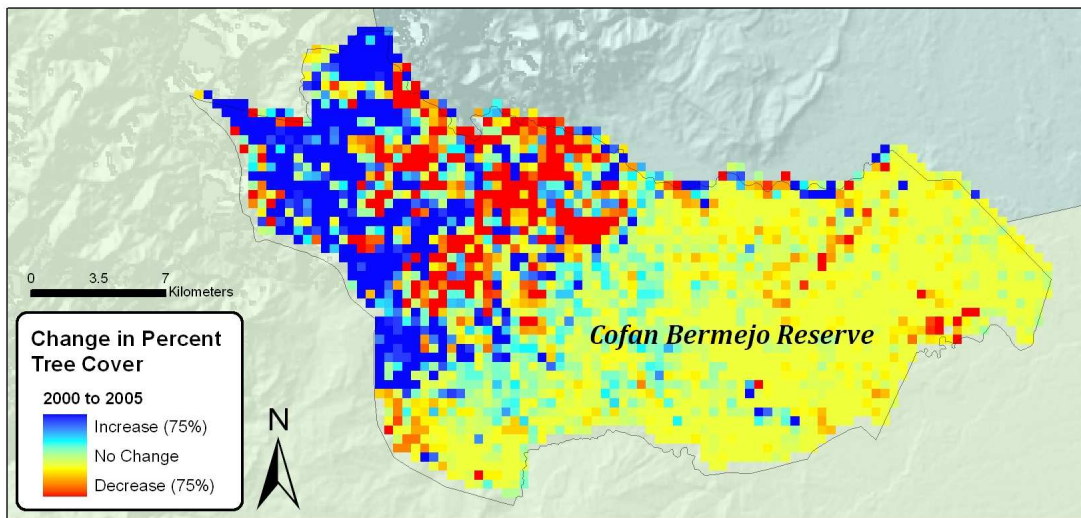 Cofan Bermejo Reserve
0 3.5 7
Kilometers
Change in Percent
Tree Cover
2000 to 2005
Increase (75%)
No Change
Decrease (75%)
N